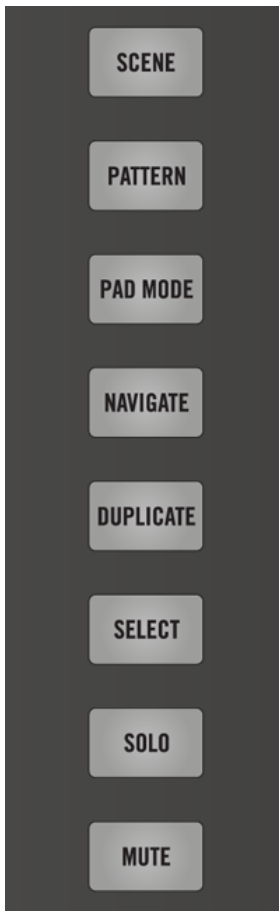 SCENE
PATTERN
PAD MODE
NAVIGATE
DUPLICATE
SELECT
SOLO
MUTE